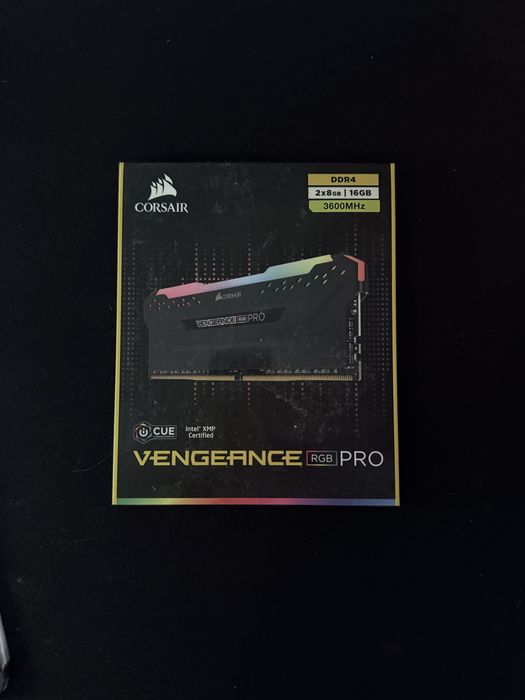 CORSAIR
DDR4
2x8GB | 16GB
3600MHz
CORSAIR
VENGEANCE RGB PRO
CUE
intel® XMP
Certified
VENGEANCE RGB PRO